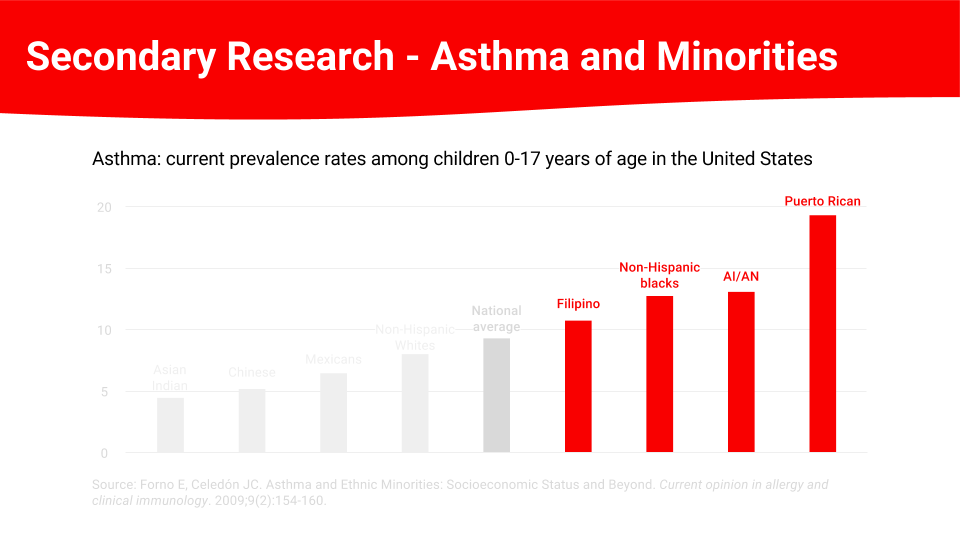 Secondary Research - Asthma and Minorities
Asthma: current prevalence rates among children 0-17 years of age in the United States
20
15
10
5
0
Asian
Indian
Chinese
Mexicans
Non-Hispanic
Whites
National
average
Filipino
Non-Hispanic
blacks
AI/AN
Puerto Rican
Source: Forno E, Celedón JC. Asthma and Ethnic Minorities: Socioeconomic Status and Beyond. Current opinion in allergy and
clinical immunology. 2009;9(2):154-160.